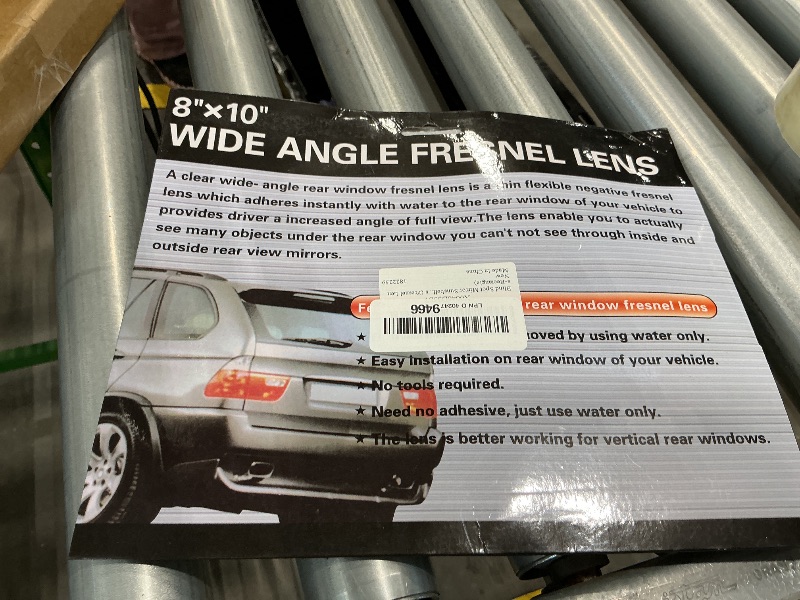 8"×10"
WIDE ANGLE FRESNEL LENS
A clear wide- angle rear window fresnel lens is a thin flexible negative fresnel
lens which adheres instantly with water to the rear window of your vehicle to
provides driver a increased angle of full view.The lens enable you to actually
see many objects under the rear window you can't not see through inside and
outside rear view mirrors.
rear window fresnel lens
★ oved by using water only.
★ Easy installation on rear window of your vehicle.
★ No tools required.
★ Need no adhesive, just use water only.
★ The lens is better working for vertical rear windows.
9466
New
Made In China